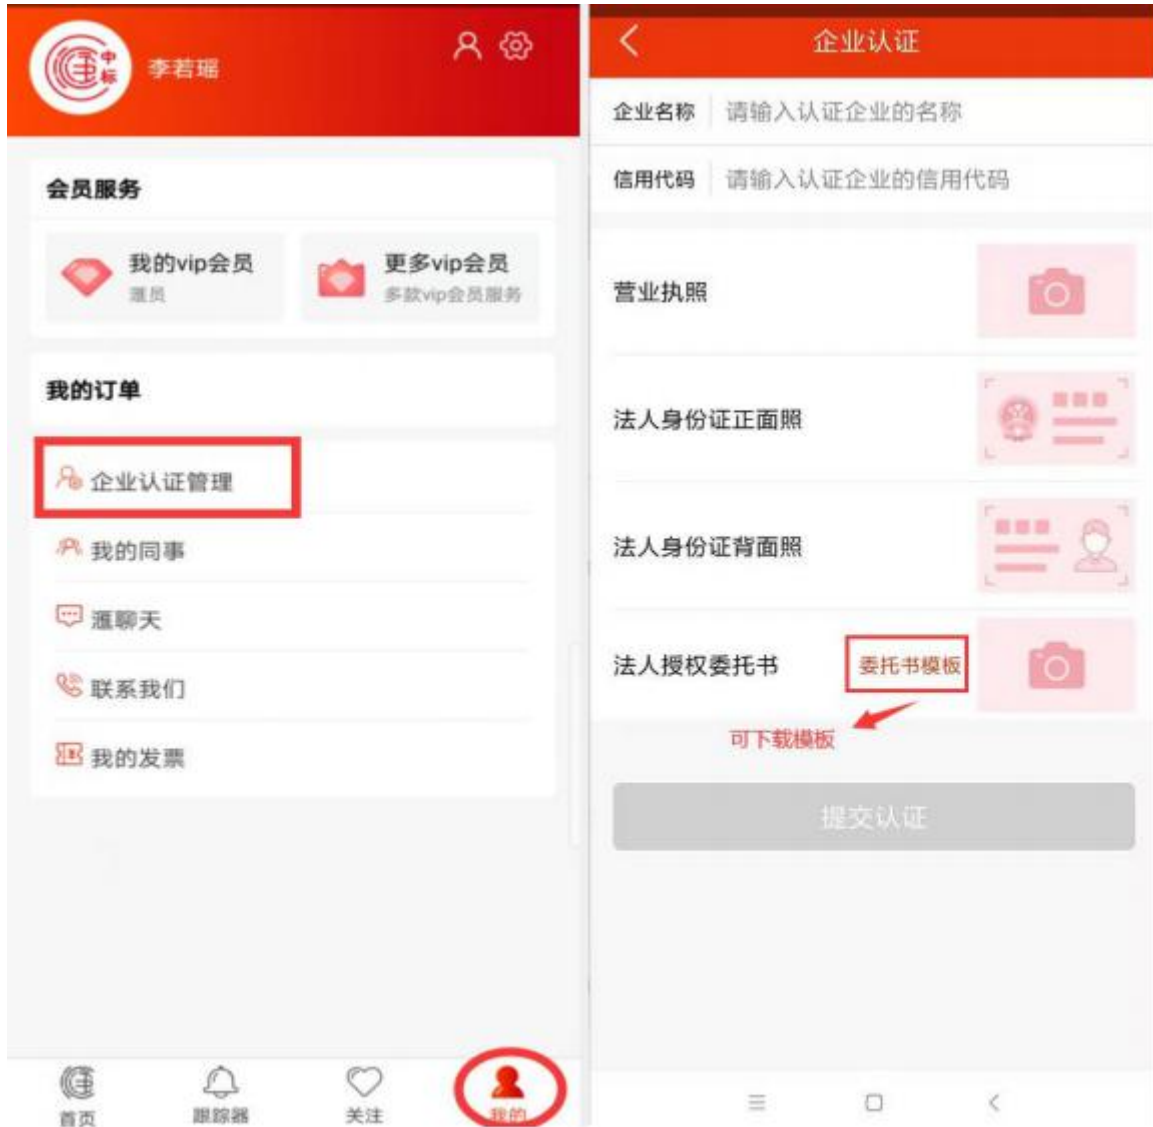 中标
李若瑶
会员服务
我的vip会员
滙员
更多vip会员
多款vip会员服务
我的订单
企业认证管理
我的同事
滙聊天
联系我们
我的发票
首页
跟踪器
关注
我的
企业认证
企业名称 请输入认证企业的名称
信用代码 请输入认证企业的信用代码
营业执照
法人身份证正面照
法人身份证背面照
法人授权委托书 委托书模板
可下载模板
提交认证